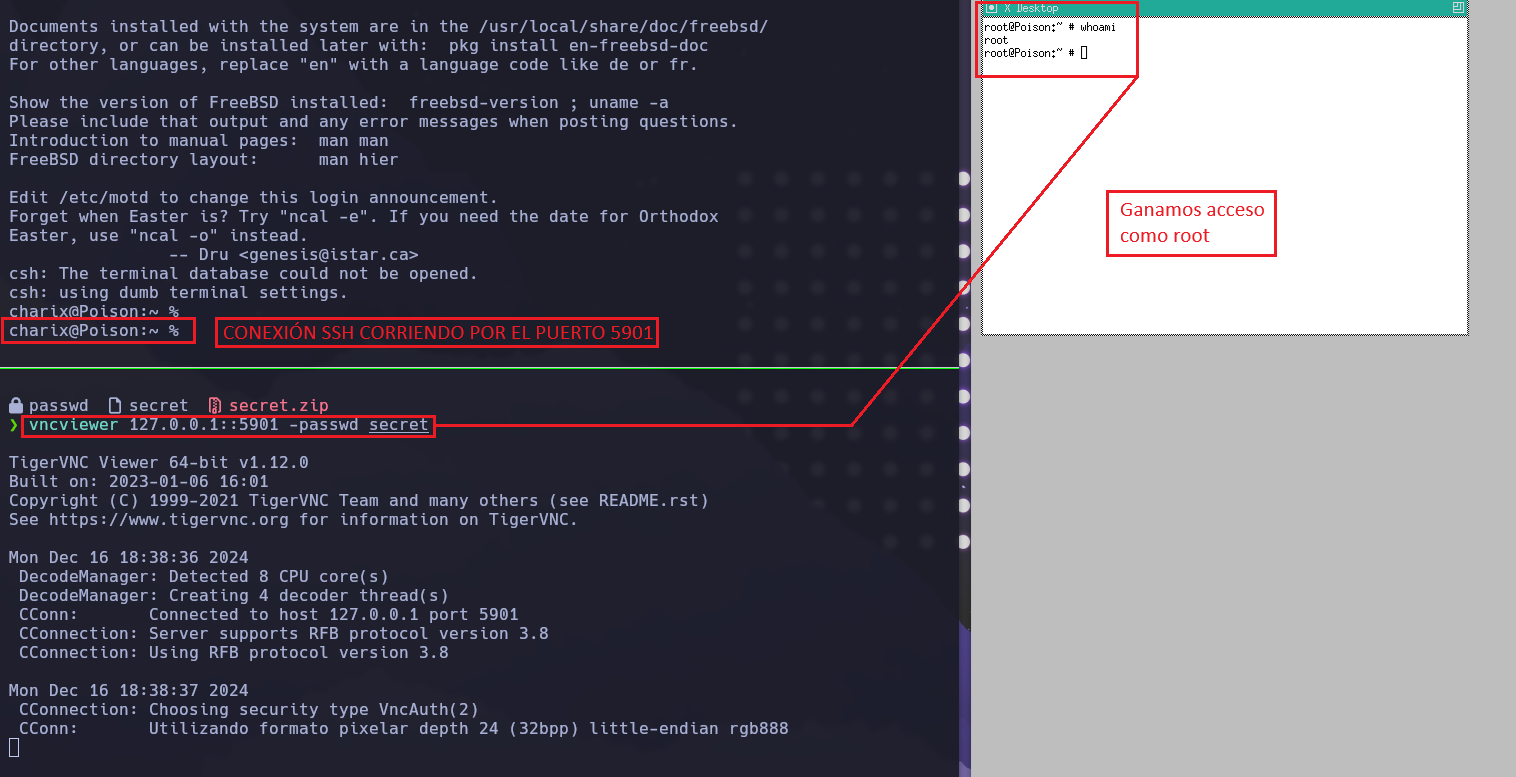 Documents installed with the system are in the /usr/local/share/doc/freebsd/
directory, or can be installed later with:  pkg install en-freebsd-doc
For other languages, replace "en" with a language code like de or fr.
Show the version of FreeBSD installed:  freebsd-version ; uname -a
Please include that output and any error messages when posting questions.
Introduction to manual pages:  man man
FreeBSD directory layout:      man hier
Edit /etc/motd to change this login announcement.
Forget when Easter is? Try "ncal -e". If you need the date for Orthodox
Easter, use "ncal -o" instead.
-- Dru <genesis@istar.ca>
csh: The terminal database could not be opened.
csh: using dumb terminal settings.
charix@Poison:~ %
charix@Poison:~ %
CONEXIÓN SSH CORRIENDO POR EL PUERTO 5901
passwd secret secret.zip
❯ vncviewer 127.0.0.1::5901 -passwd secret
TigerVNC Viewer 64-bit v1.12.0
Built on: 2023-01-06 16:01
Copyright (C) 1999-2021 TigerVNC Team and many others (see README.rst)
See https://www.tigervnc.org for information on TigerVNC.
Mon Dec 16 18:38:36 2024
DecodeManager: Detected 8 CPU core(s)
DecodeManager: Creating 4 decoder thread(s)
CConn:       Connected to host 127.0.0.1 port 5901
CConnection: Server supports RFB protocol version 3.8
CConnection: Using RFB protocol version 3.8
Mon Dec 16 18:38:37 2024
CConnection: Choosing security type VncAuth(2)
CConn:       Utilizando formato pixelar depth 24 (32bpp) little-endian rgb888
X Desktop
root@Poison:~ # whoami
root
root@Poison:~ #
Ganamos acceso
como root